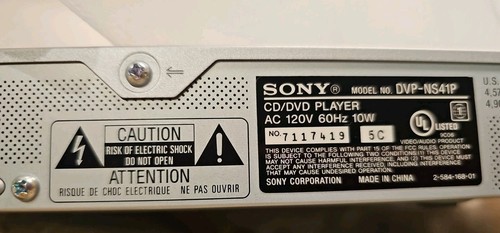 CAUTION
RISK OF ELECTRIC SHOCK
DO NOT OPEN
ATTENTION
RISQUE DE CHOC ELECTRIQUE NE PAS OUVRIR
SONY® MODEL NO. DVP-NS41P
CD/DVD PLAYER
AC 120V 60Hz 10W
NO. 7117419 5C
UL® LISTED
3C08
VIDEO/AUDIO PRODUCT
THIS DEVICE COMPLIES WITH PART 15 OF THE FCC RULES. OPERATION
IS SUBJECT TO THE FOLLOWING TWO CONDITIONS: (1) THIS DEVICE
MAY NOT CAUSE HARMFUL INTERFERENCE, AND (2) THIS DEVICE
MUST ACCEPT ANY INTERFERENCE RECEIVED, INCLUDING INTERFERENCE
THAT MAY CAUSE UNDESIRED OPERATION.
SONY CORPORATION MADE IN CHINA 2-584-168-01
U.S.
4,57